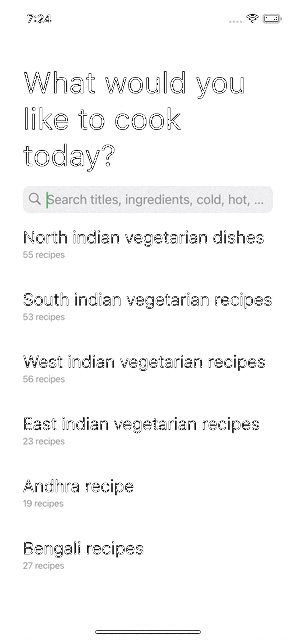 7:24
What would you
like to cook
today?
Search titles, ingredients, cold, hot, ...
North indian vegetarian dishes
55 recipes
South indian vegetarian recipes
53 recipes
West indian vegetarian recipes
56 recipes
East indian vegetarian recipes
23 recipes
Andhra recipe
19 recipes
Bengali recipes
27 recipes